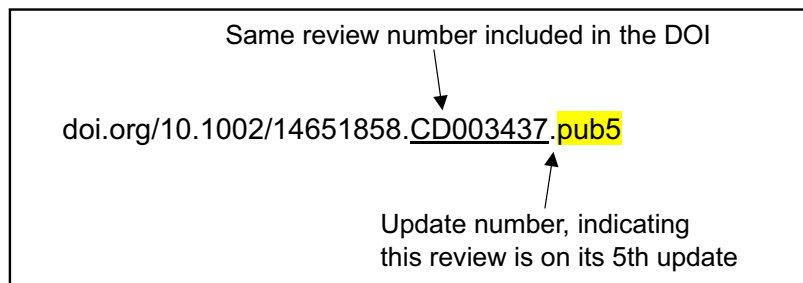 Same review number included in the DOI
doi.org/10.1002/14651858.CD003437.pub5
Update number, indicating
this review is on its 5th update